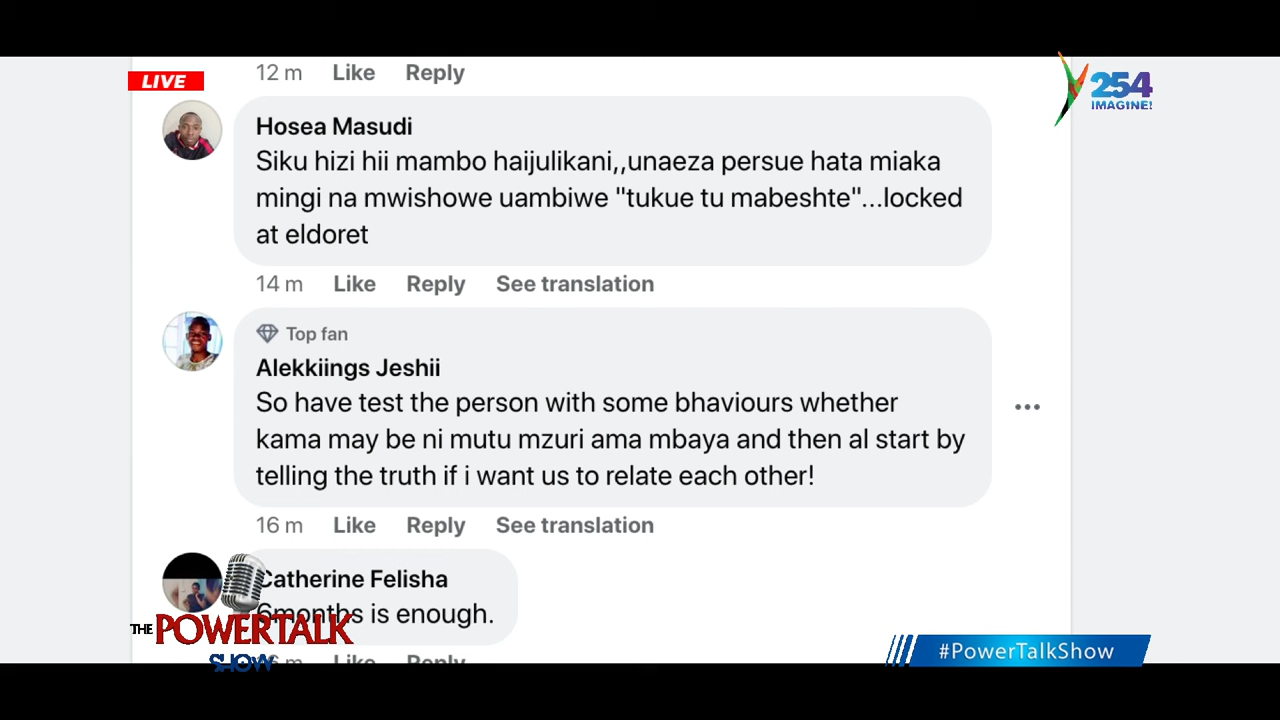 12 m Like Reply
LIVE
254
IMAGINE!
Hosea Masudi
Siku hizi hii mambo haijulikani,,unaeza persue hata miaka
mingi na mwishowe uambiwe "tukue tu mabeshte"...locked
at eldoret
14 m Like Reply See translation
Top fan
Alekkiings Jeshii
So have test the person with some bhaviours whether
kama may be ni mutu mzuri ama mbaya and then al start by
telling the truth if i want us to relate each other!
16 m Like Reply See translation
Catherine Felisha
6months is enough.
THE POWERTALK
SHOW
#PowerTalkShow
Like Reply